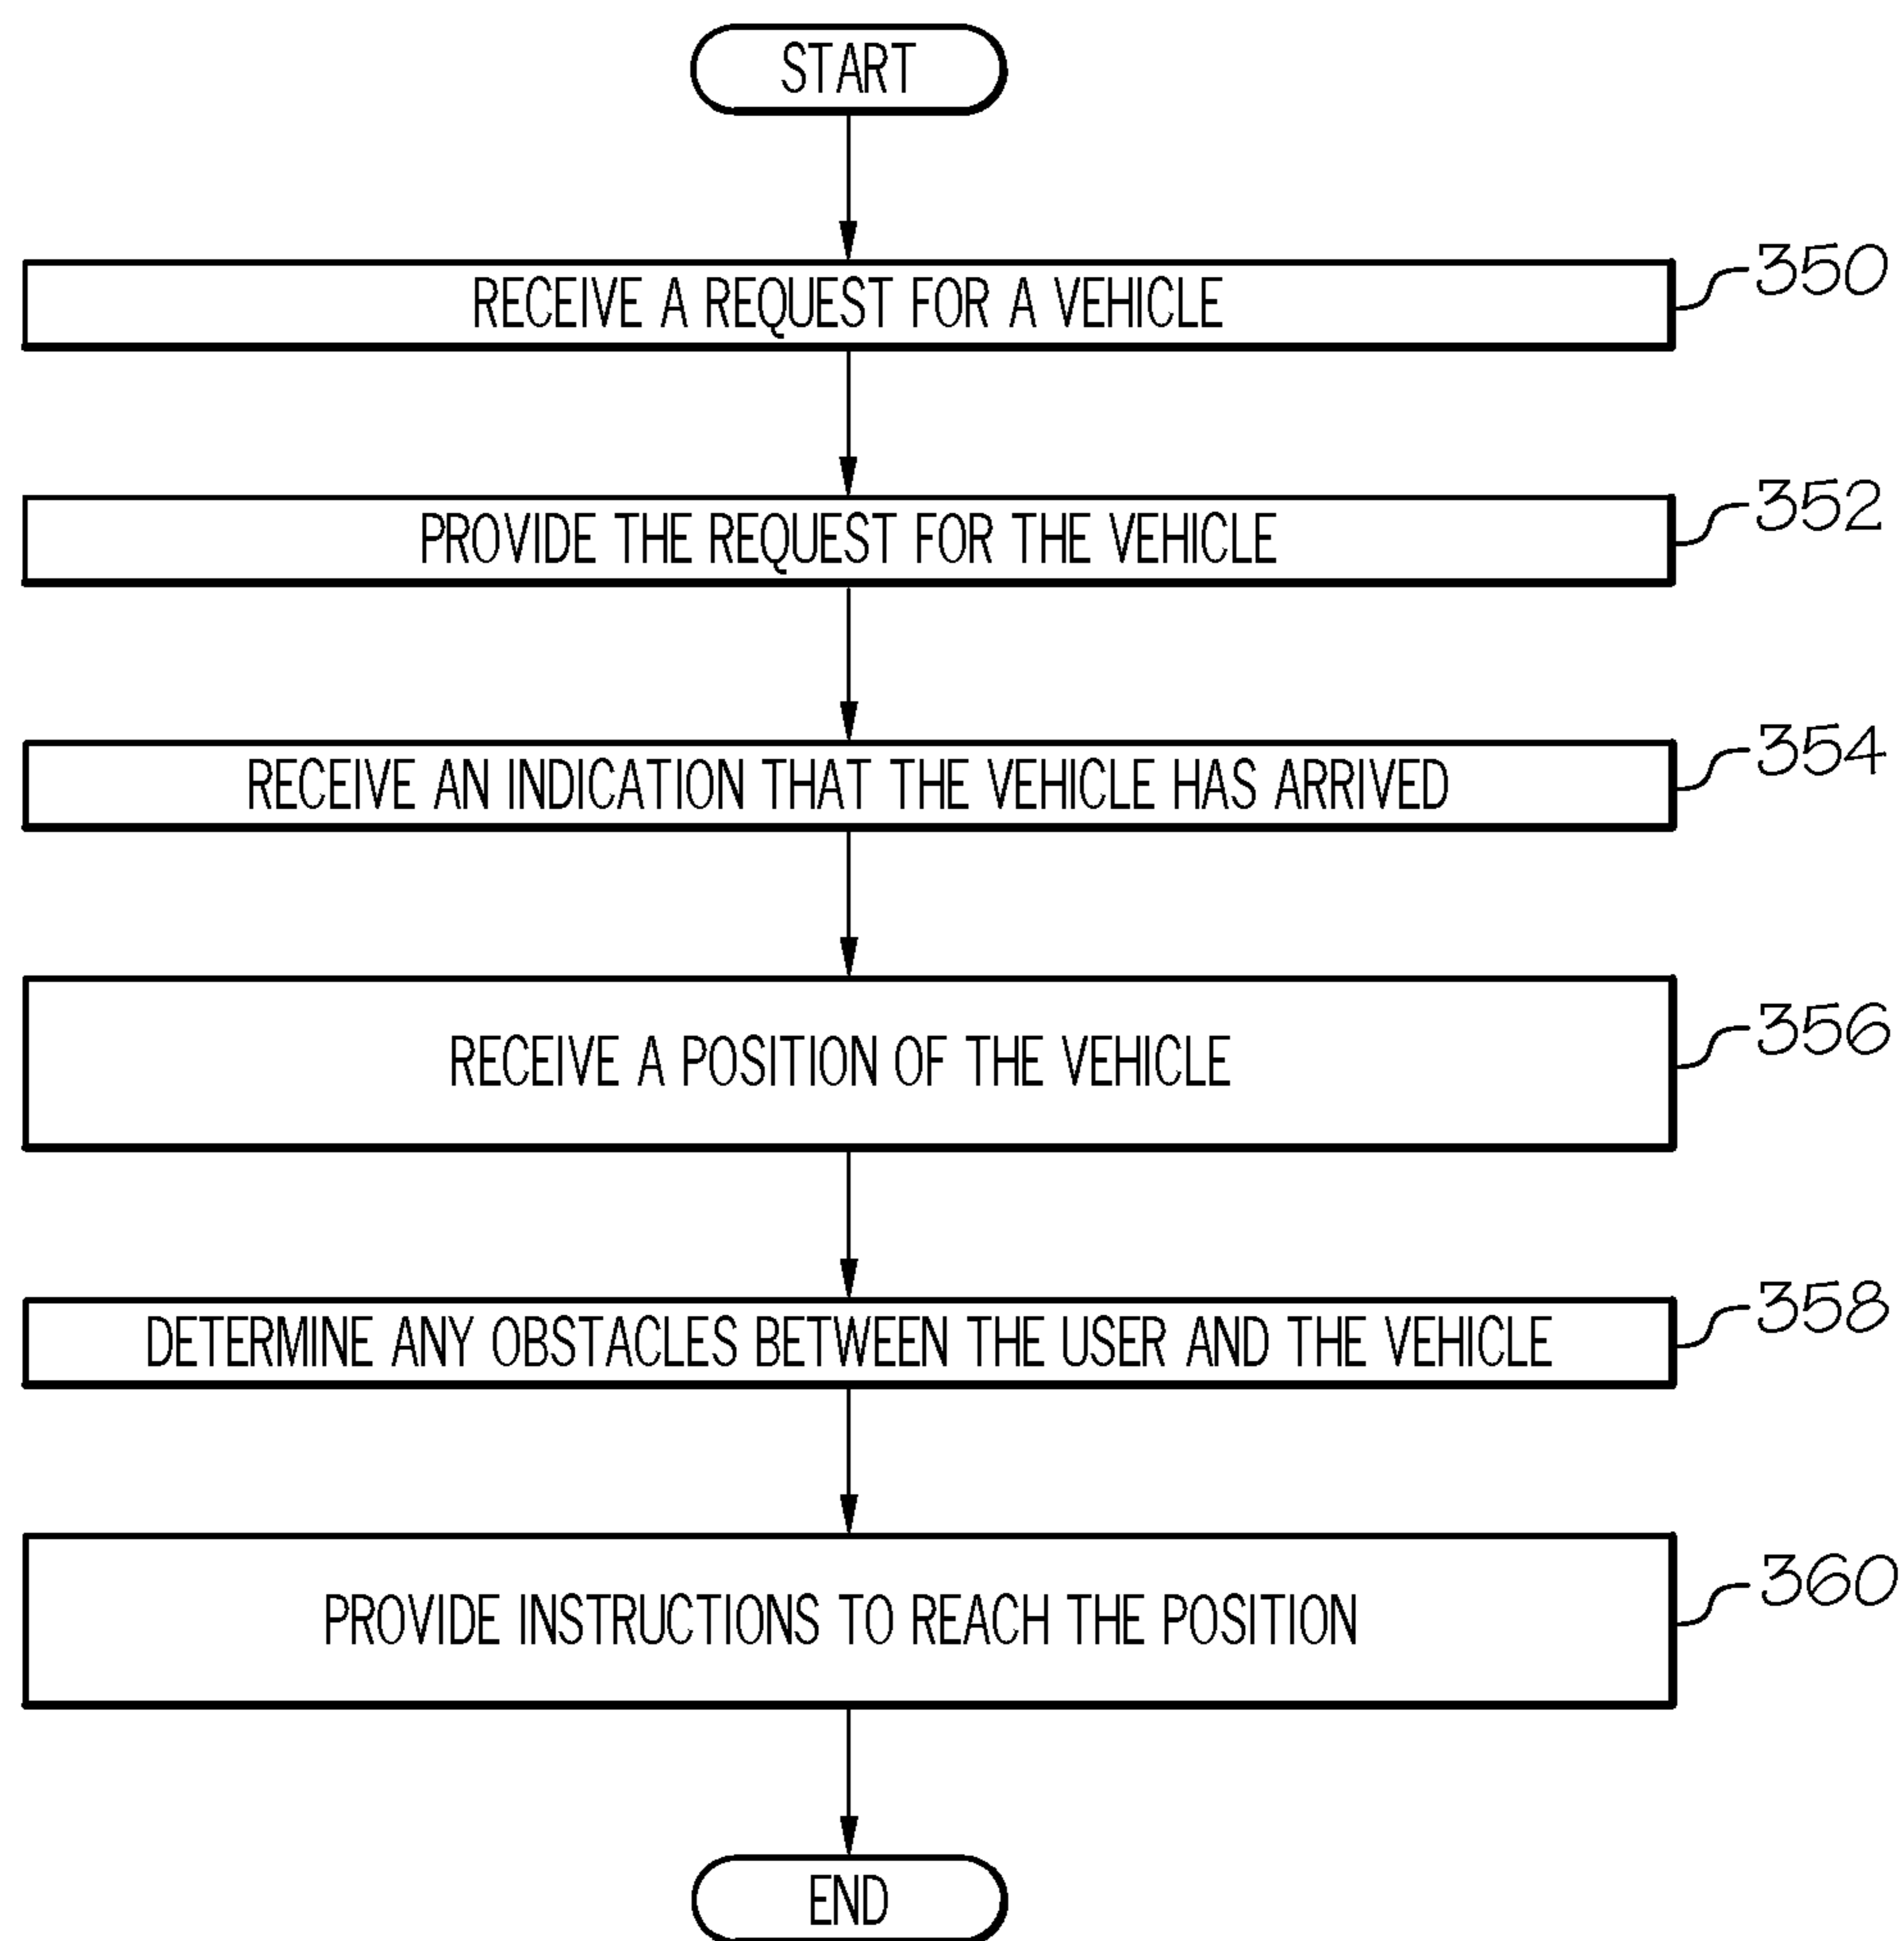 START
RECEIVE A REQUEST FOR A VEHICLE
350
PROVIDE THE REQUEST FOR THE VEHICLE
352
RECEIVE AN INDICATION THAT THE VEHICLE HAS ARRIVED
354
RECEIVE A POSITION OF THE VEHICLE
356
DETERMINE ANY OBSTACLES BETWEEN THE USER AND THE VEHICLE
358
PROVIDE INSTRUCTIONS TO REACH THE POSITION
360
END